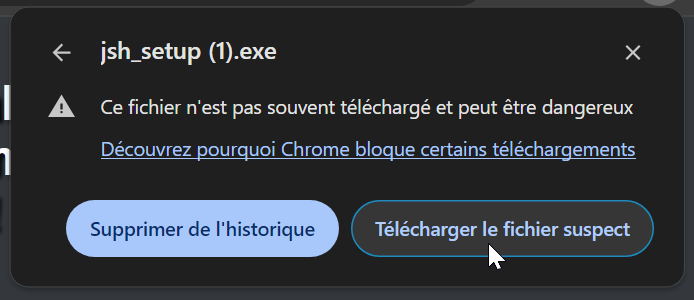 jsh_setup (1).exe
Ce fichier n'est pas souvent téléchargé et peut être dangereux
Découvrez pourquoi Chrome bloque certains téléchargements
Supprimer de l'historique
Télécharger le fichier suspect